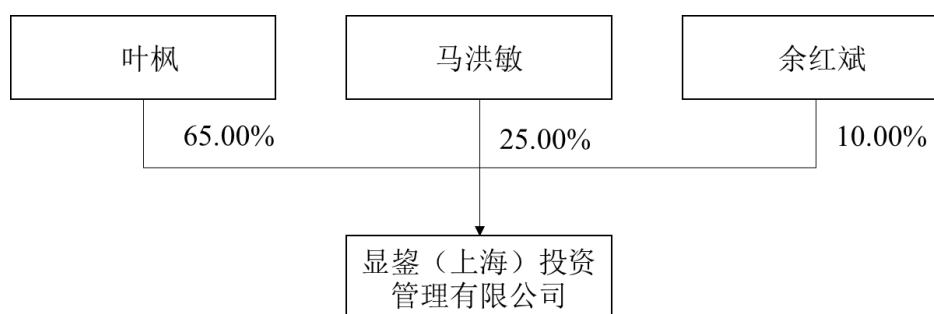 叶枫
马洪敏
余红斌
65.00%
25.00%
10.00%
显鋆（上海）投资
管理有限公司